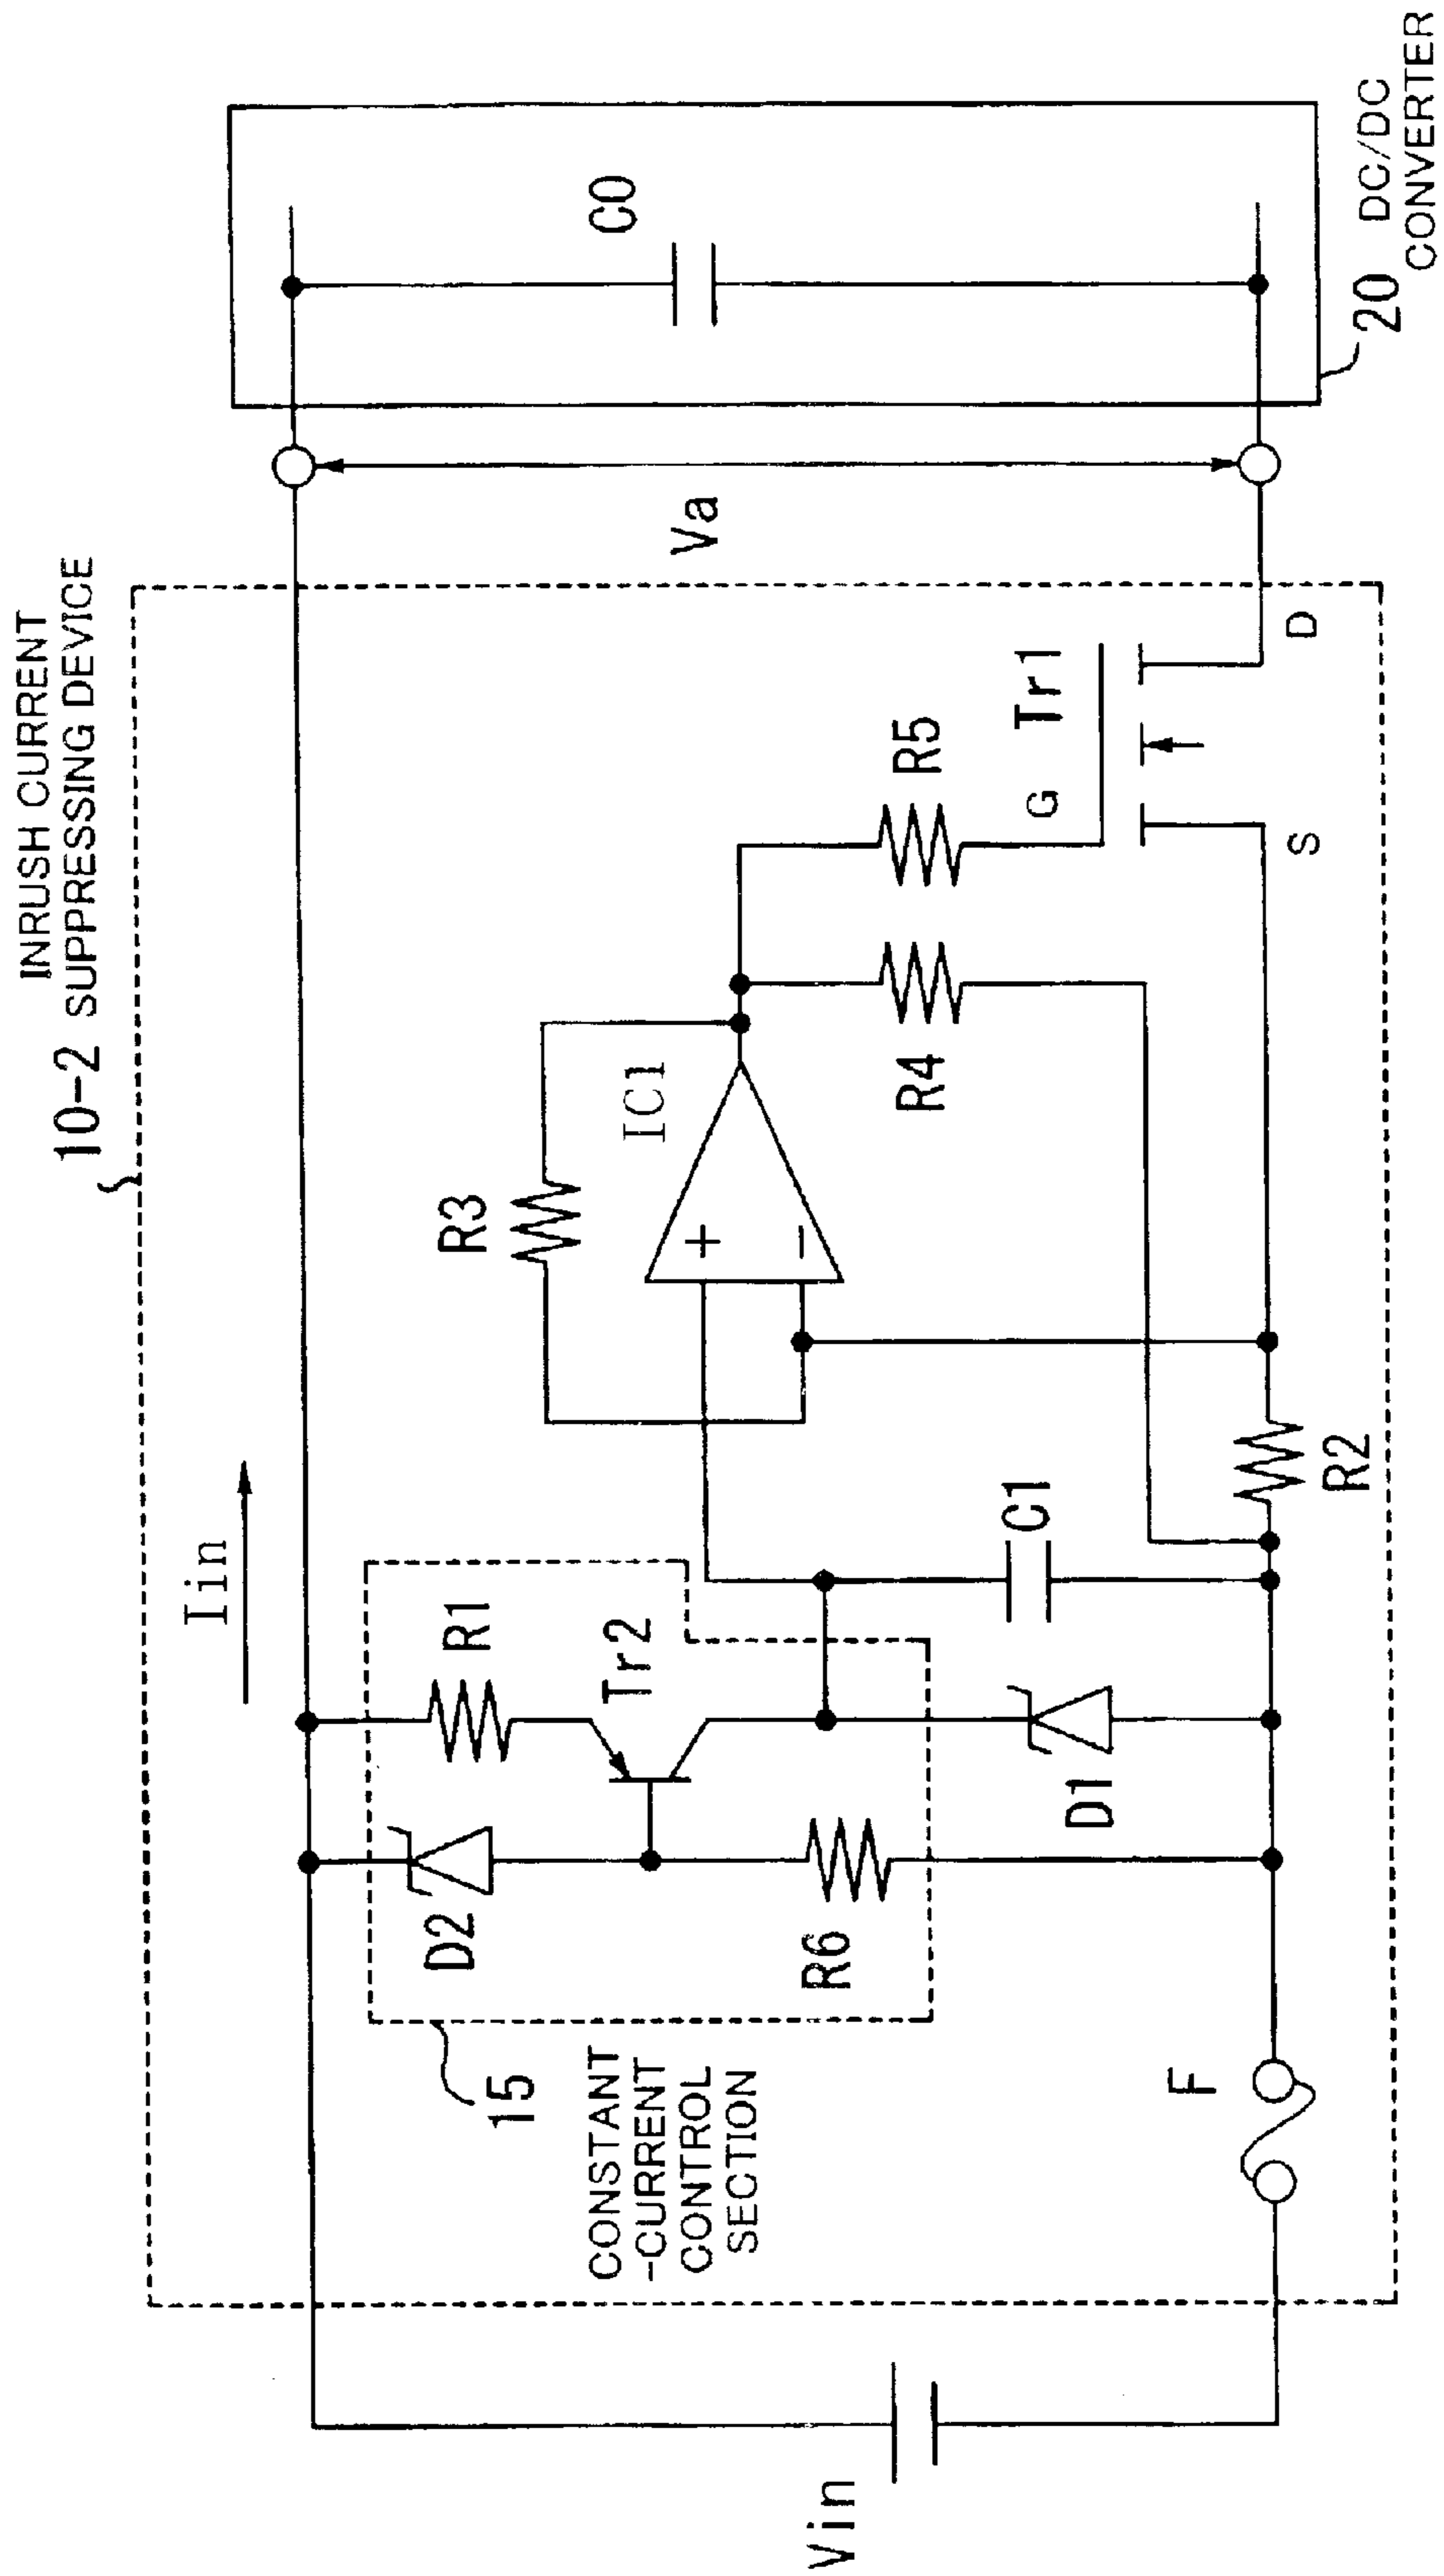 INRUSH CURRENT
10-2 SUPPRESSING DEVICE
Iin
15
CONSTANT
-CURRENT
CONTROL
SECTION
D2
R1
Tr2
R6
D1
C1
R3
IC1
+
-
R4
R5
G
Tr1
S
D
R2
F
Vin
Va
C0
20
DC/DC
CONVERTER